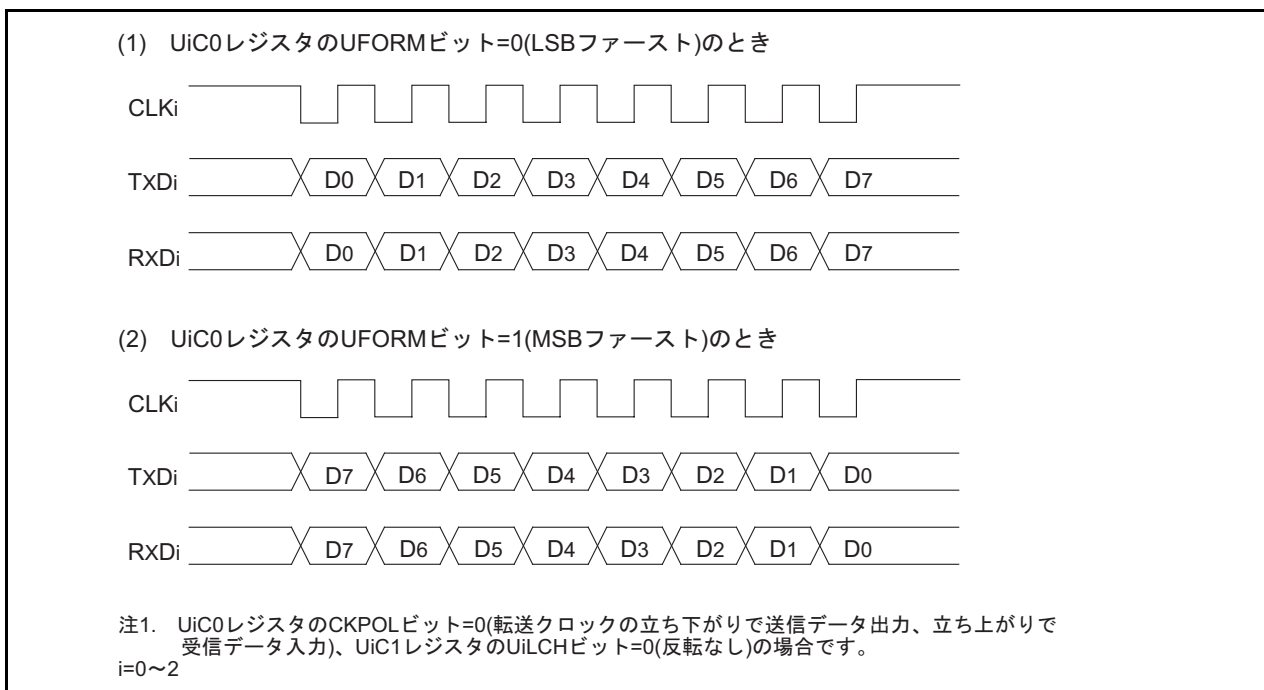 (1) UiC0レジスタのUFORMビット=0(LSBファースト)のとき
CLKi
TXDi D0 D1 D2 D3 D4 D5 D6 D7
RXDi D0 D1 D2 D3 D4 D5 D6 D7
(2) UiC0レジスタのUFORMビット=1(MSBファースト)のとき
CLKi
TXDi D7 D6 D5 D4 D3 D2 D1 D0
RXDi D7 D6 D5 D4 D3 D2 D1 D0
注1. UiC0レジスタのCKPOLビット=0(転送クロックの立ち下がりで送信データ出力、立ち上がりで
受信データ入力)、UiC1レジスタのUiLCHビット=0(反転なし)の場合です。
i=0〜2